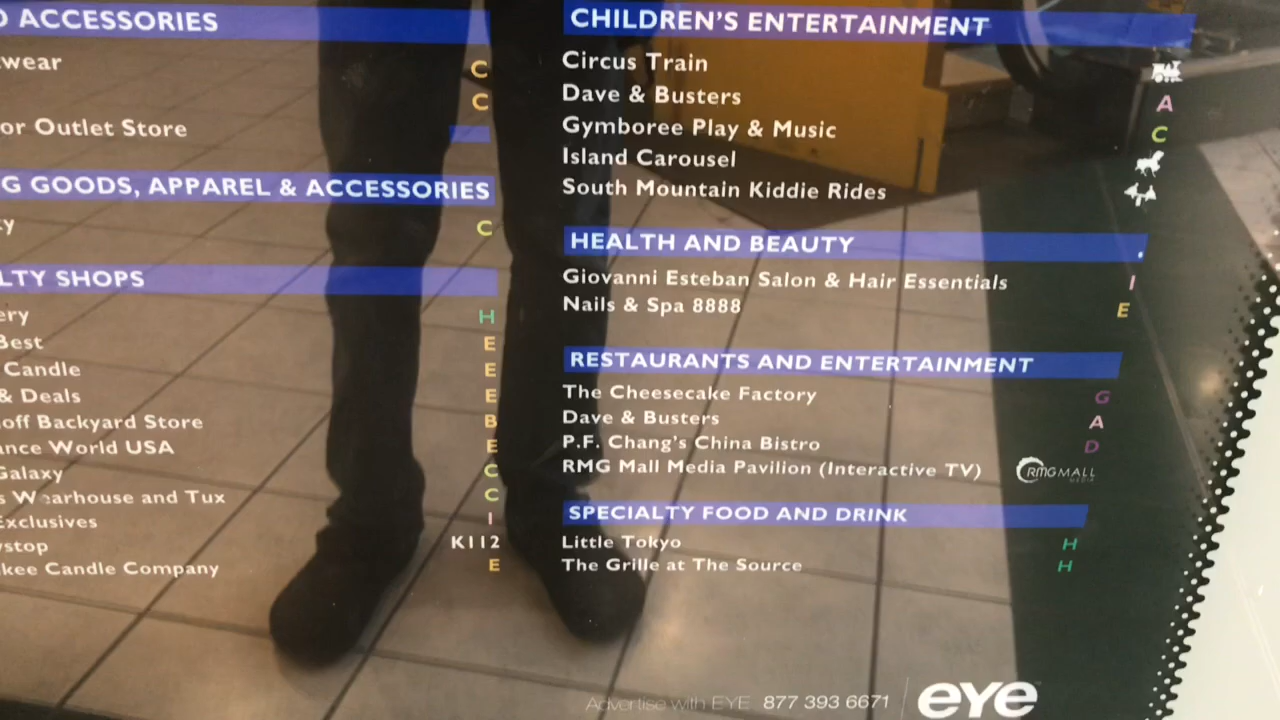 ACCESSORIES
wear C
C
or Outlet Store
G GOODS, APPAREL & ACCESSORIES
y C
LTY SHOPS
ery H
Best E
Candle E
& Deals E
off Backyard Store B
ance World USA E
Galaxy C
s Wearhouse and Tux C
Exclusives I
stop K112
kee Candle Company E
CHILDREN'S ENTERTAINMENT
Circus Train
Dave & Busters A
Gymboree Play & Music C
Island Carousel
South Mountain Kiddie Rides
HEALTH AND BEAUTY
Giovanni Esteban Salon & Hair Essentials I
Nails & Spa 8888 E
RESTAURANTS AND ENTERTAINMENT
The Cheesecake Factory G
Dave & Busters A
P.F. Chang's China Bistro D
RMG Mall Media Pavilion (Interactive TV) RMGMALL
MEDIA
SPECIALTY FOOD AND DRINK
Little Tokyo H
The Grille at The Source H
Advertise with EYE 877 393 6671 eye